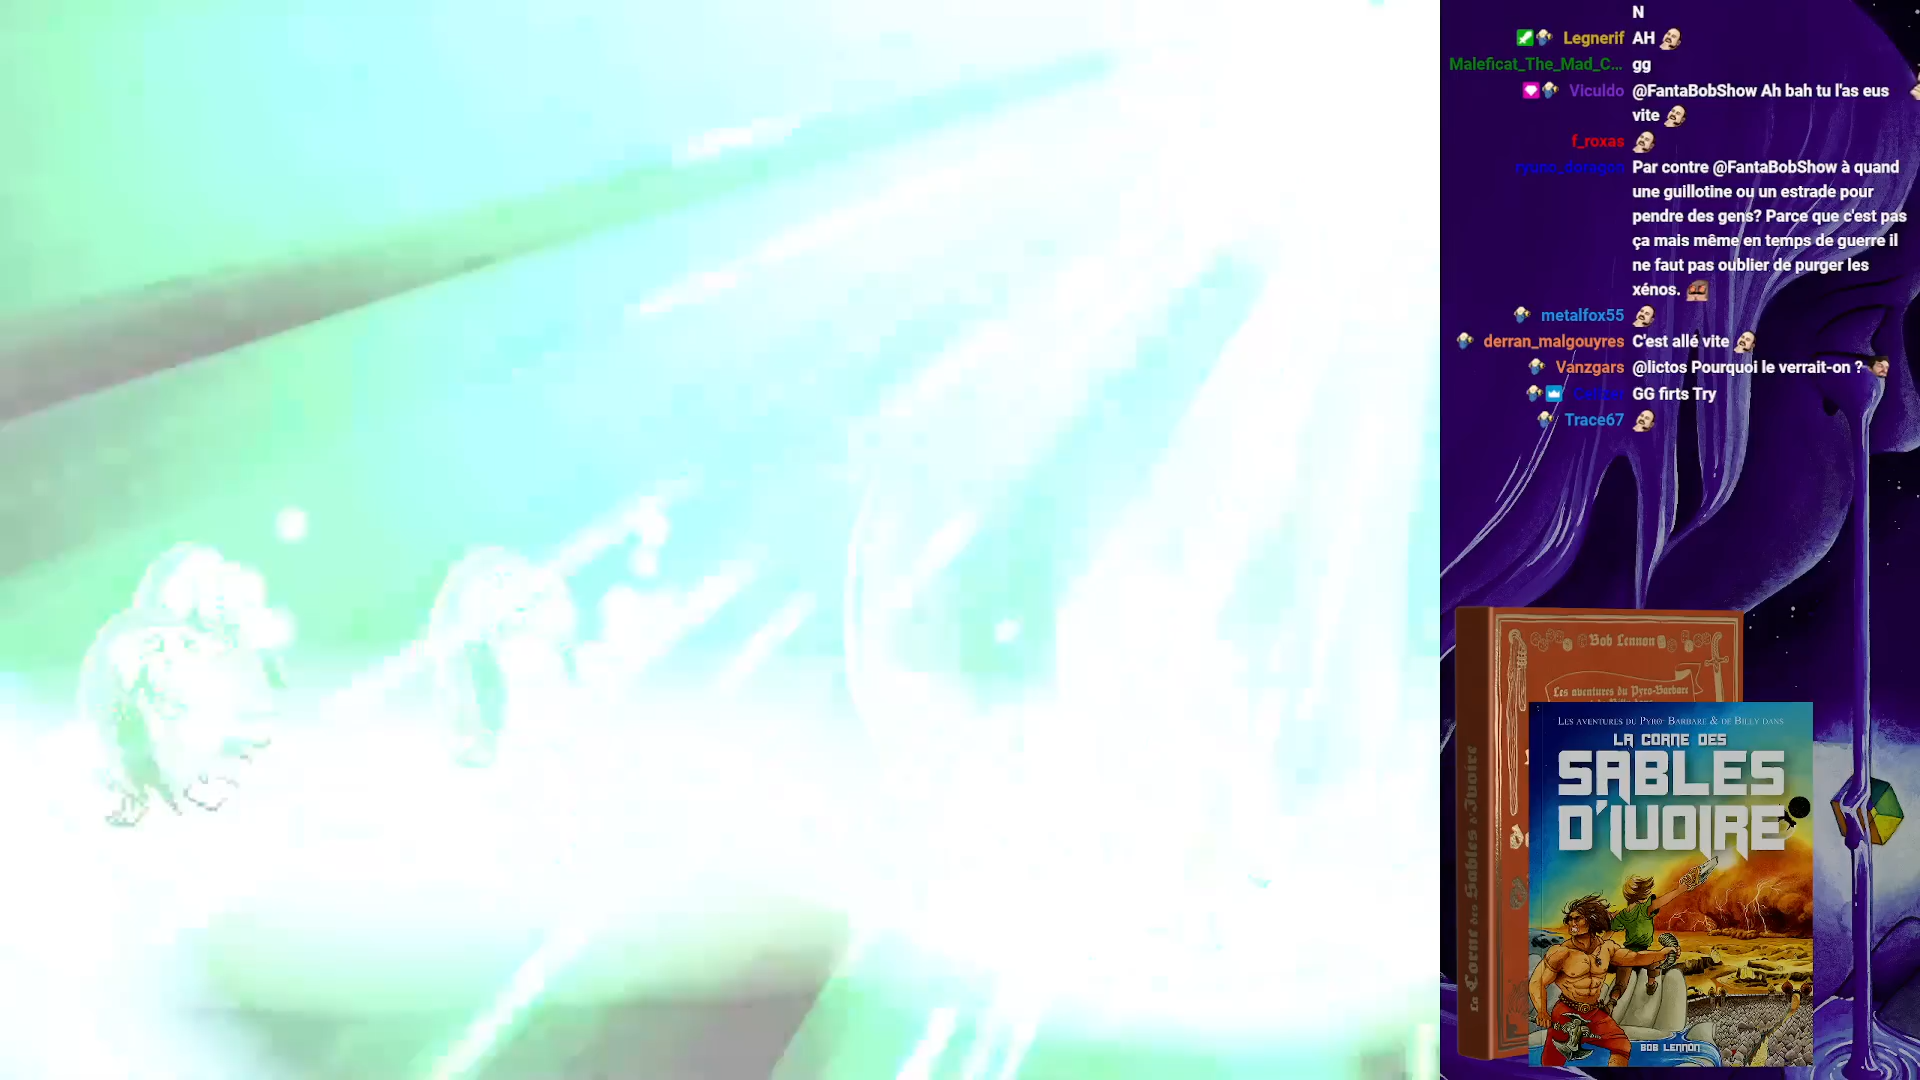 N
Legnerif AH
Maleficat_The_Mad_C... gg
Viculdo @FantaBobShow Ah bah tu l'as eus
vite
f_roxas
ryuno_doragon Par contre @FantaBobShow à quand
une guillotine ou un estrade pour
pendre des gens? Parce que c'est pas
ça mais même en temps de guerre il
ne faut pas oublier de purger les
xénos.
metalfox55
derran_malgouyres C'est allé vite
Vanzgars @lictos Pourquoi le verrait-on ?
GG firts Try
Trace67
Bob Lennon
Les aventures du Pyro-Barbare
La Corne des Sables d'Ivoire
LES AVENTURES DU PYRO-BARBARE & DE BILLY DANS
LA CORNE DES
SABLES
D'IVOIRE
BOB LENNON